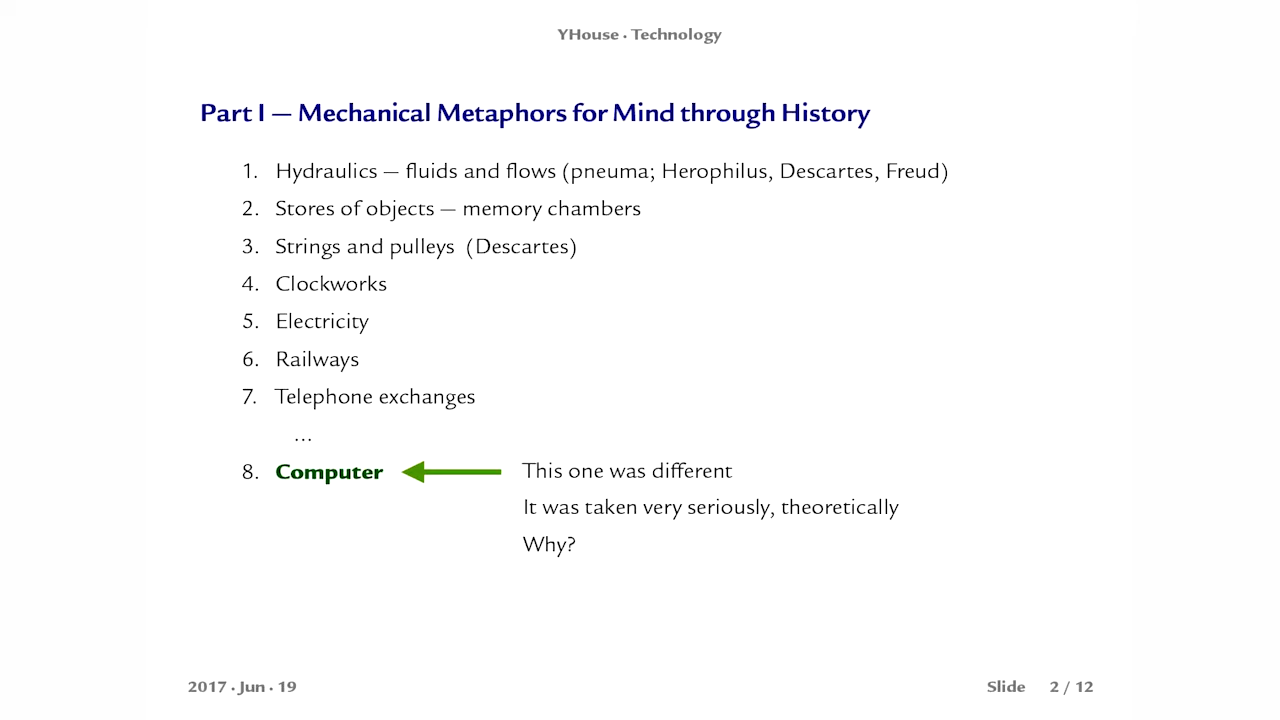 YHouse · Technology
Part I — Mechanical Metaphors for Mind through History
1. Hydraulics — fluids and flows (pneuma; Herophilus, Descartes, Freud)
2. Stores of objects — memory chambers
3. Strings and pulleys (Descartes)
4. Clockworks
5. Electricity
6. Railways
7. Telephone exchanges
...
8. Computer This one was different
It was taken very seriously, theoretically
Why?
2017 · Jun · 19 Slide 2 / 12